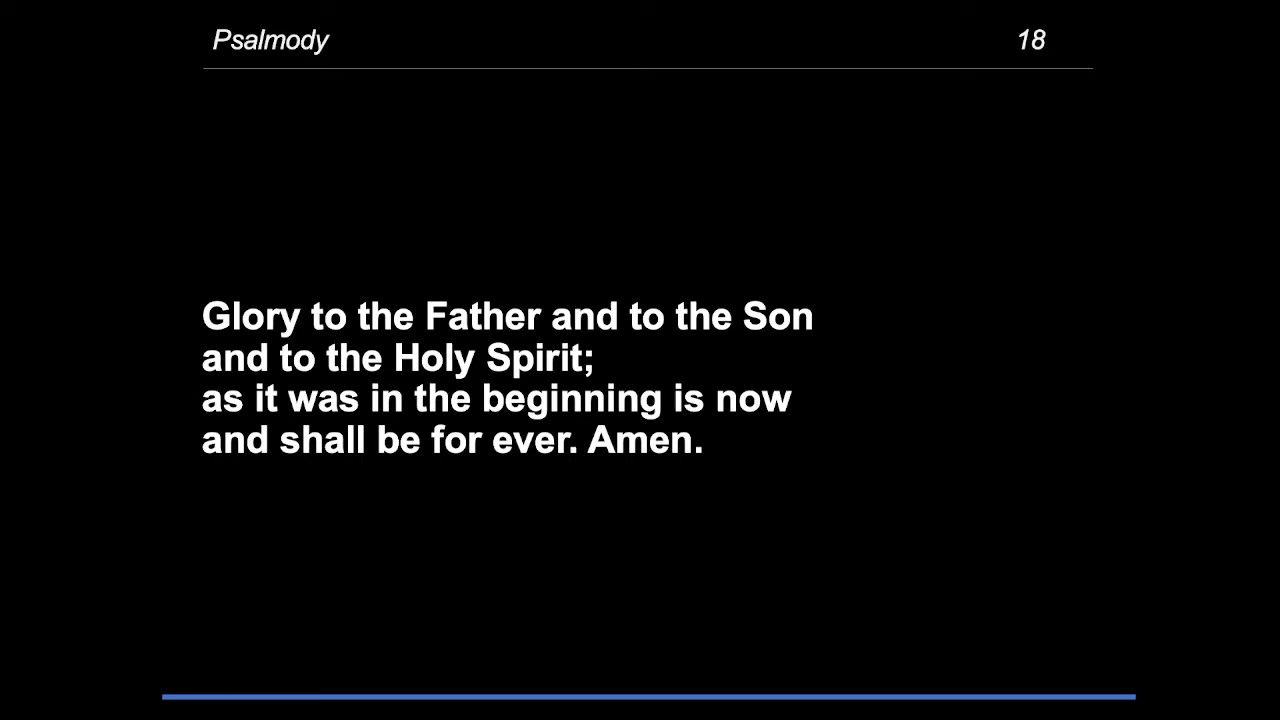 Psalmody 18
Glory to the Father and to the Son
and to the Holy Spirit;
as it was in the beginning is now
and shall be for ever. Amen.